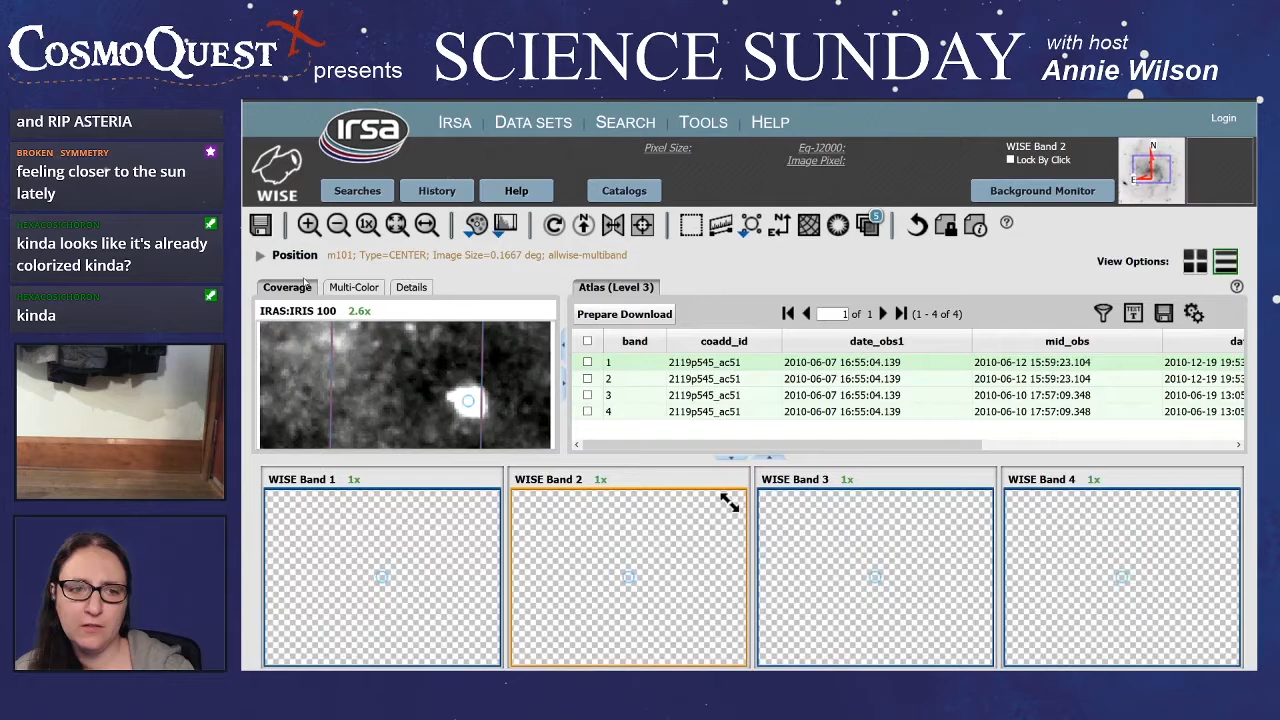 CosmoQuest X
presents
SCIENCE SUNDAY
with host
Annie Wilson
and RIP ASTERIA
BROKEN_SYMMETRY
feeling closer to the sun
lately
HEXACOSICHORON
kinda looks like it's already
colorized kinda?
HEXACOSICHORON
kinda
irsa
IRSA
DATA SETS
SEARCH
TOOLS
HELP
Login
WISE
Pixel Size:
Eq-J2000:
Image Pixel:
WISE Band 2
Lock By Click
N
E
Searches
History
Help
Catalogs
Background Monitor
1x
5
Position m101; Type=CENTER; Image Size=0.1667 deg; allwise-multiband
View Options:
Coverage
Multi-Color
Details
Atlas (Level 3)
IRAS:IRIS 100 2.6x
Prepare Download
1 of 1
(1 - 4 of 4)
TEXT
band coadd_id date_obs1 mid_obs da
1 2119p545_ac51 2010-06-07 16:55:04.139 2010-06-12 15:59:23.104 2010-12-19 19:53
2 2119p545_ac51 2010-06-07 16:55:04.139 2010-06-12 15:59:23.104 2010-12-19 19:53
3 2119p545_ac51 2010-06-07 16:55:04.139 2010-06-10 17:57:09.348 2010-06-19 13:05
4 2119p545_ac51 2010-06-07 16:55:04.139 2010-06-10 17:57:09.348 2010-06-19 13:05
WISE Band 1 1x
WISE Band 2 1x
WISE Band 3 1x
WISE Band 4 1x